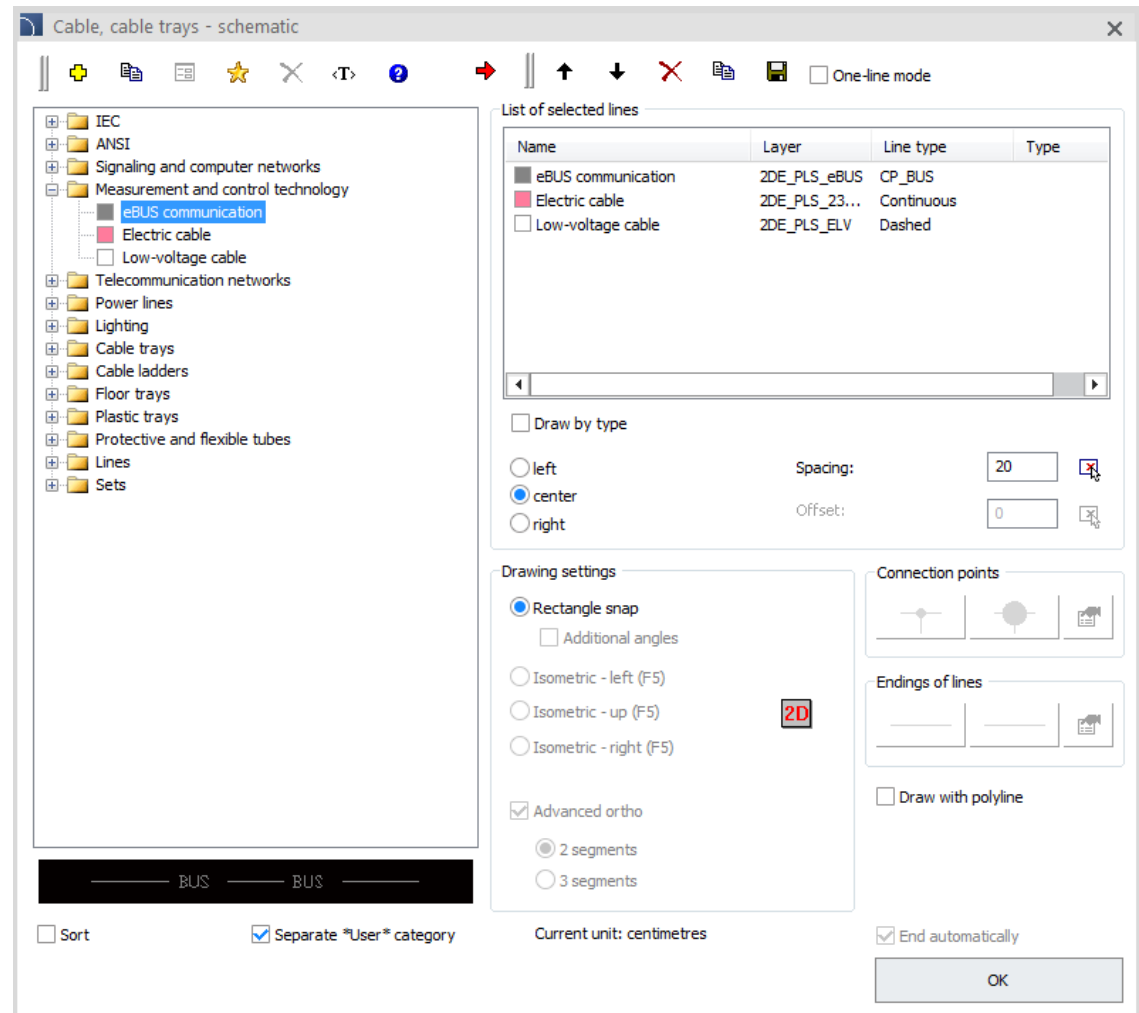 Cable, cable trays - schematic
<T>
?
One-line mode
IEC
ANSI
Signaling and computer networks
Measurement and control technology
eBUS communication
Electric cable
Low-voltage cable
Telecommunication networks
Power lines
Lighting
Cable trays
Cable ladders
Floor trays
Plastic trays
Protective and flexible tubes
Lines
Sets
BUS BUS
Sort
Separate *User* category
List of selected lines
Name Layer Line type Type
eBUS communication 2DE_PLS_eBUS CP_BUS
Electric cable 2DE_PLS_23... Continuous
Low-voltage cable 2DE_PLS_ELV Dashed
Draw by type
left
center
right
Spacing: 20
Offset: 0
Drawing settings
Rectangle snap
Additional angles
Isometric - left (F5)
Isometric - up (F5)
Isometric - right (F5)
2D
Advanced ortho
2 segments
3 segments
Current unit: centimetres
Connection points
Endings of lines
Draw with polyline
End automatically
OK